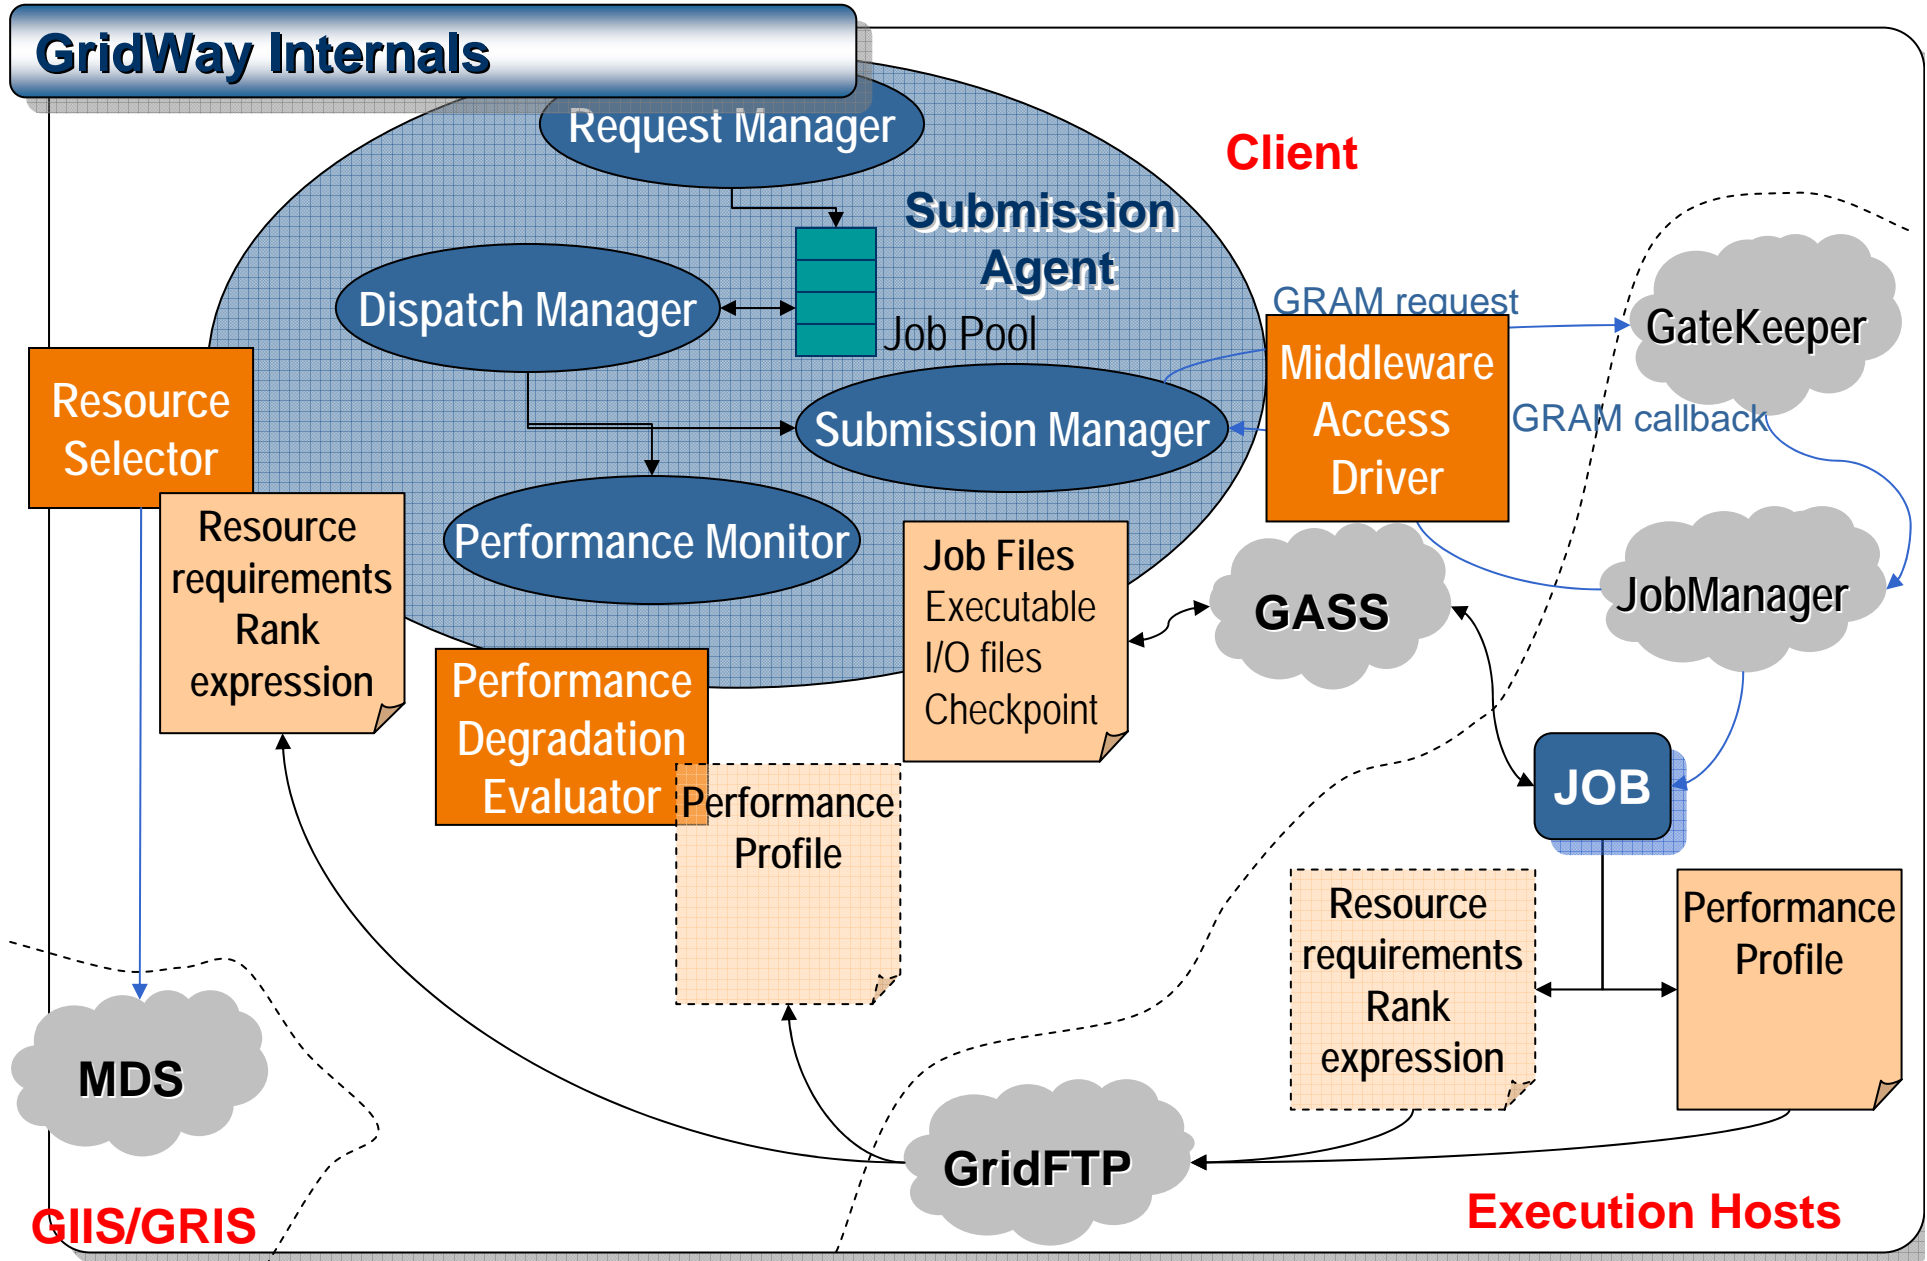 GridWay Internals
Request Manager
Client
Submission
Agent
Dispatch Manager
Job Pool
GRAM request
GateKeeper
Resource
Selector
Middleware
Access
Driver
Submission Manager
GRAM callback
Resource
requirements
Rank
expression
Performance Monitor
Job Files
Executable
I/O files
Checkpoint
GASS
JobManager
Performance
Degradation
Evaluator
Performance
Profile
JOB
Resource
requirements
Rank
expression
Performance
Profile
MDS
GridFTP
GIIS/GRIS
Execution Hosts